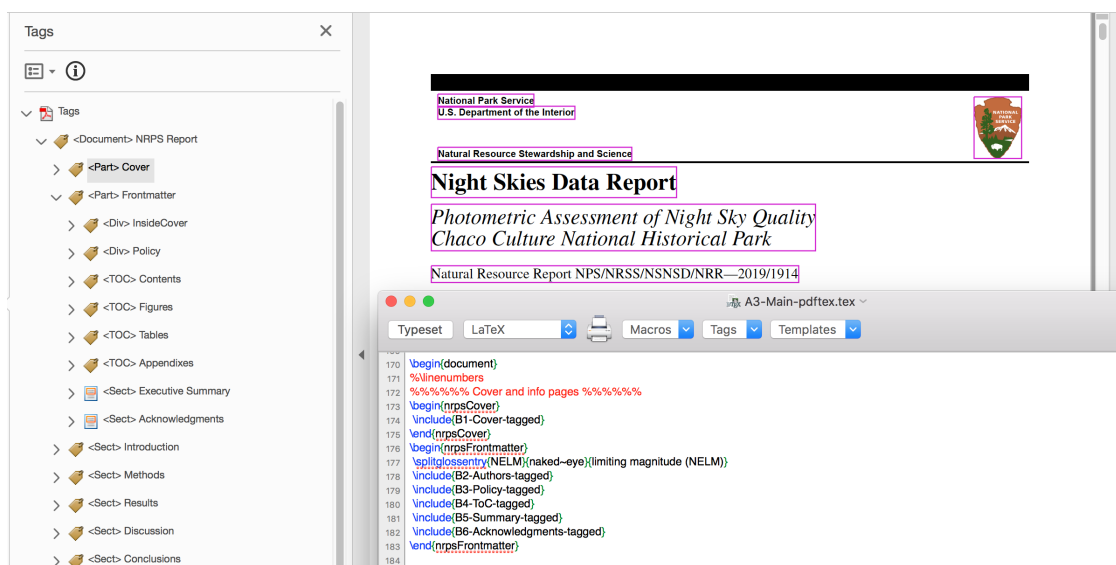 Tags
Tags
<Document> NRPS Report
<Part> Cover
<Part> Frontmatter
<Div> InsideCover
<Div> Policy
<TOC> Contents
<TOC> Figures
<TOC> Tables
<TOC> Appendixes
<Sect> Executive Summary
<Sect> Acknowledgments
<Sect> Introduction
<Sect> Methods
<Sect> Results
<Sect> Discussion
<Sect> Conclusions
National Park Service
U.S. Department of the Interior
NATIONAL
PARK
SERVICE
Natural Resource Stewardship and Science
Night Skies Data Report
Photometric Assessment of Night Sky Quality
Chaco Culture National Historical Park
Natural Resource Report NPS/NRSS/NSNSD/NRR—2019/1914
A3-Main-pdftex.tex
Typeset LaTeX Macros Tags Templates
170 \begin{document}
171 %\linenumbers
172 %%%%%% Cover and info pages %%%%%%
173 \begin{nrpsCover}
174 \include{B1-Cover-tagged}
175 \end{nrpsCover}
176 \begin{nrpsFrontmatter}
177 \splitglossentry{NELM}{naked~eye}{limiting magnitude (NELM)}
178 \include{B2-Authors-tagged}
179 \include{B3-Policy-tagged}
180 \include{B4-ToC-tagged}
181 \include{B5-Summary-tagged}
182 \include{B6-Acknowledgments-tagged}
183 \end{nrpsFrontmatter}
184